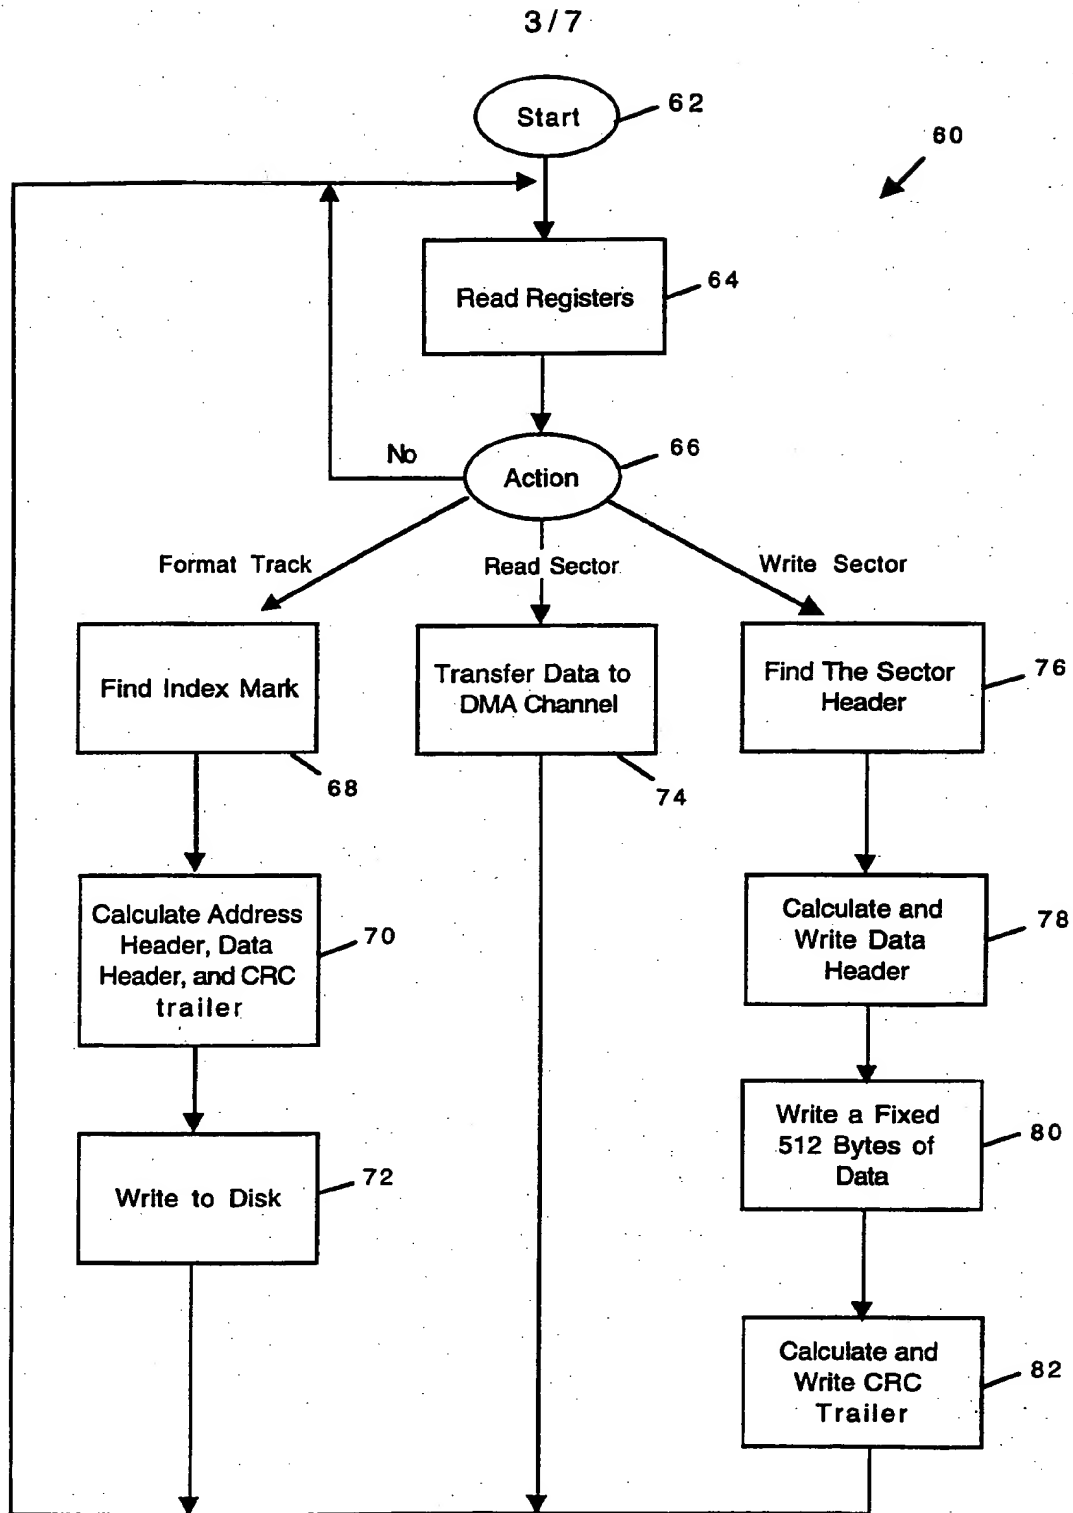 3/7
Start
62
60
Read Registers
64
No
Action
66
Format Track
Read Sector
Write Sector
Find Index Mark
68
Transfer Data to
DMA Channel
74
Find The Sector
Header
76
Calculate Address
Header, Data
Header, and CRC
trailer
70
Calculate and
Write Data
Header
78
Write to Disk
72
Write a Fixed
512 Bytes of
Data
80
Calculate and
Write CRC
Trailer
82